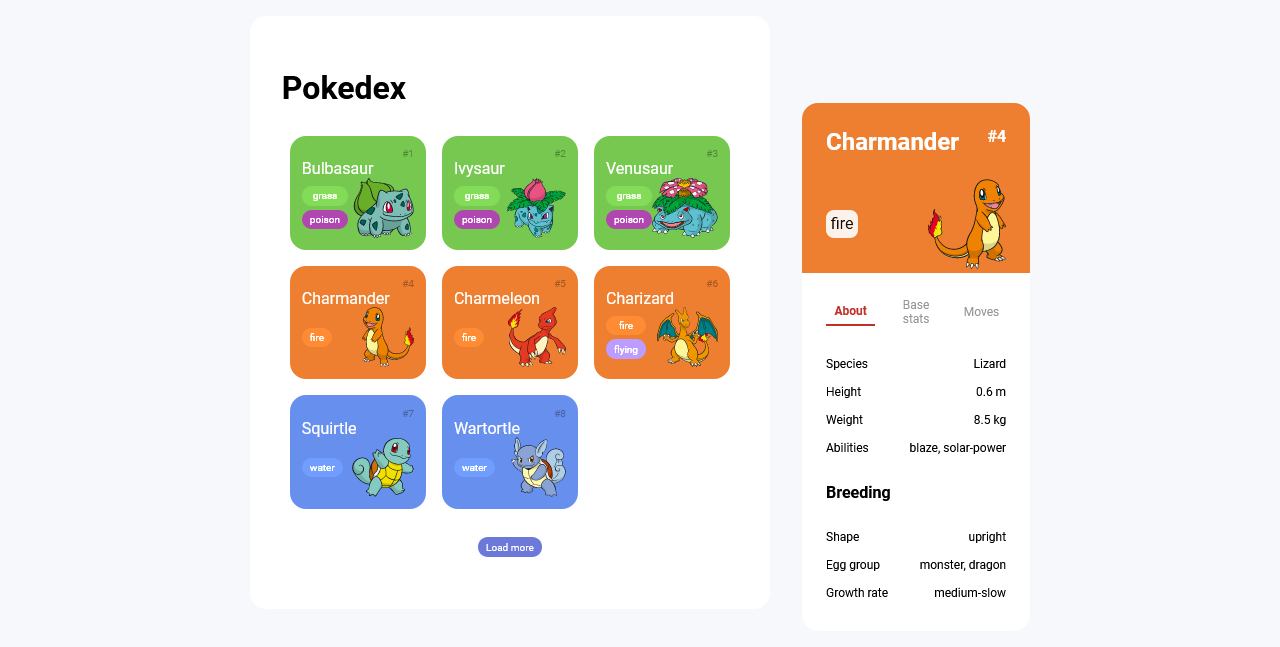 Pokedex
#1
Bulbasaur
grass
poison
#2
Ivysaur
grass
poison
#3
Venusaur
grass
poison
#4
Charmander
fire
#5
Charmeleon
fire
#6
Charizard
fire
flying
#7
Squirtle
water
#8
Wartortle
water
Load more
Charmander #4
fire
About
Base
stats
Moves
Species Lizard
Height 0.6 m
Weight 8.5 kg
Abilities blaze, solar-power
Breeding
Shape upright
Egg group monster, dragon
Growth rate medium-slow